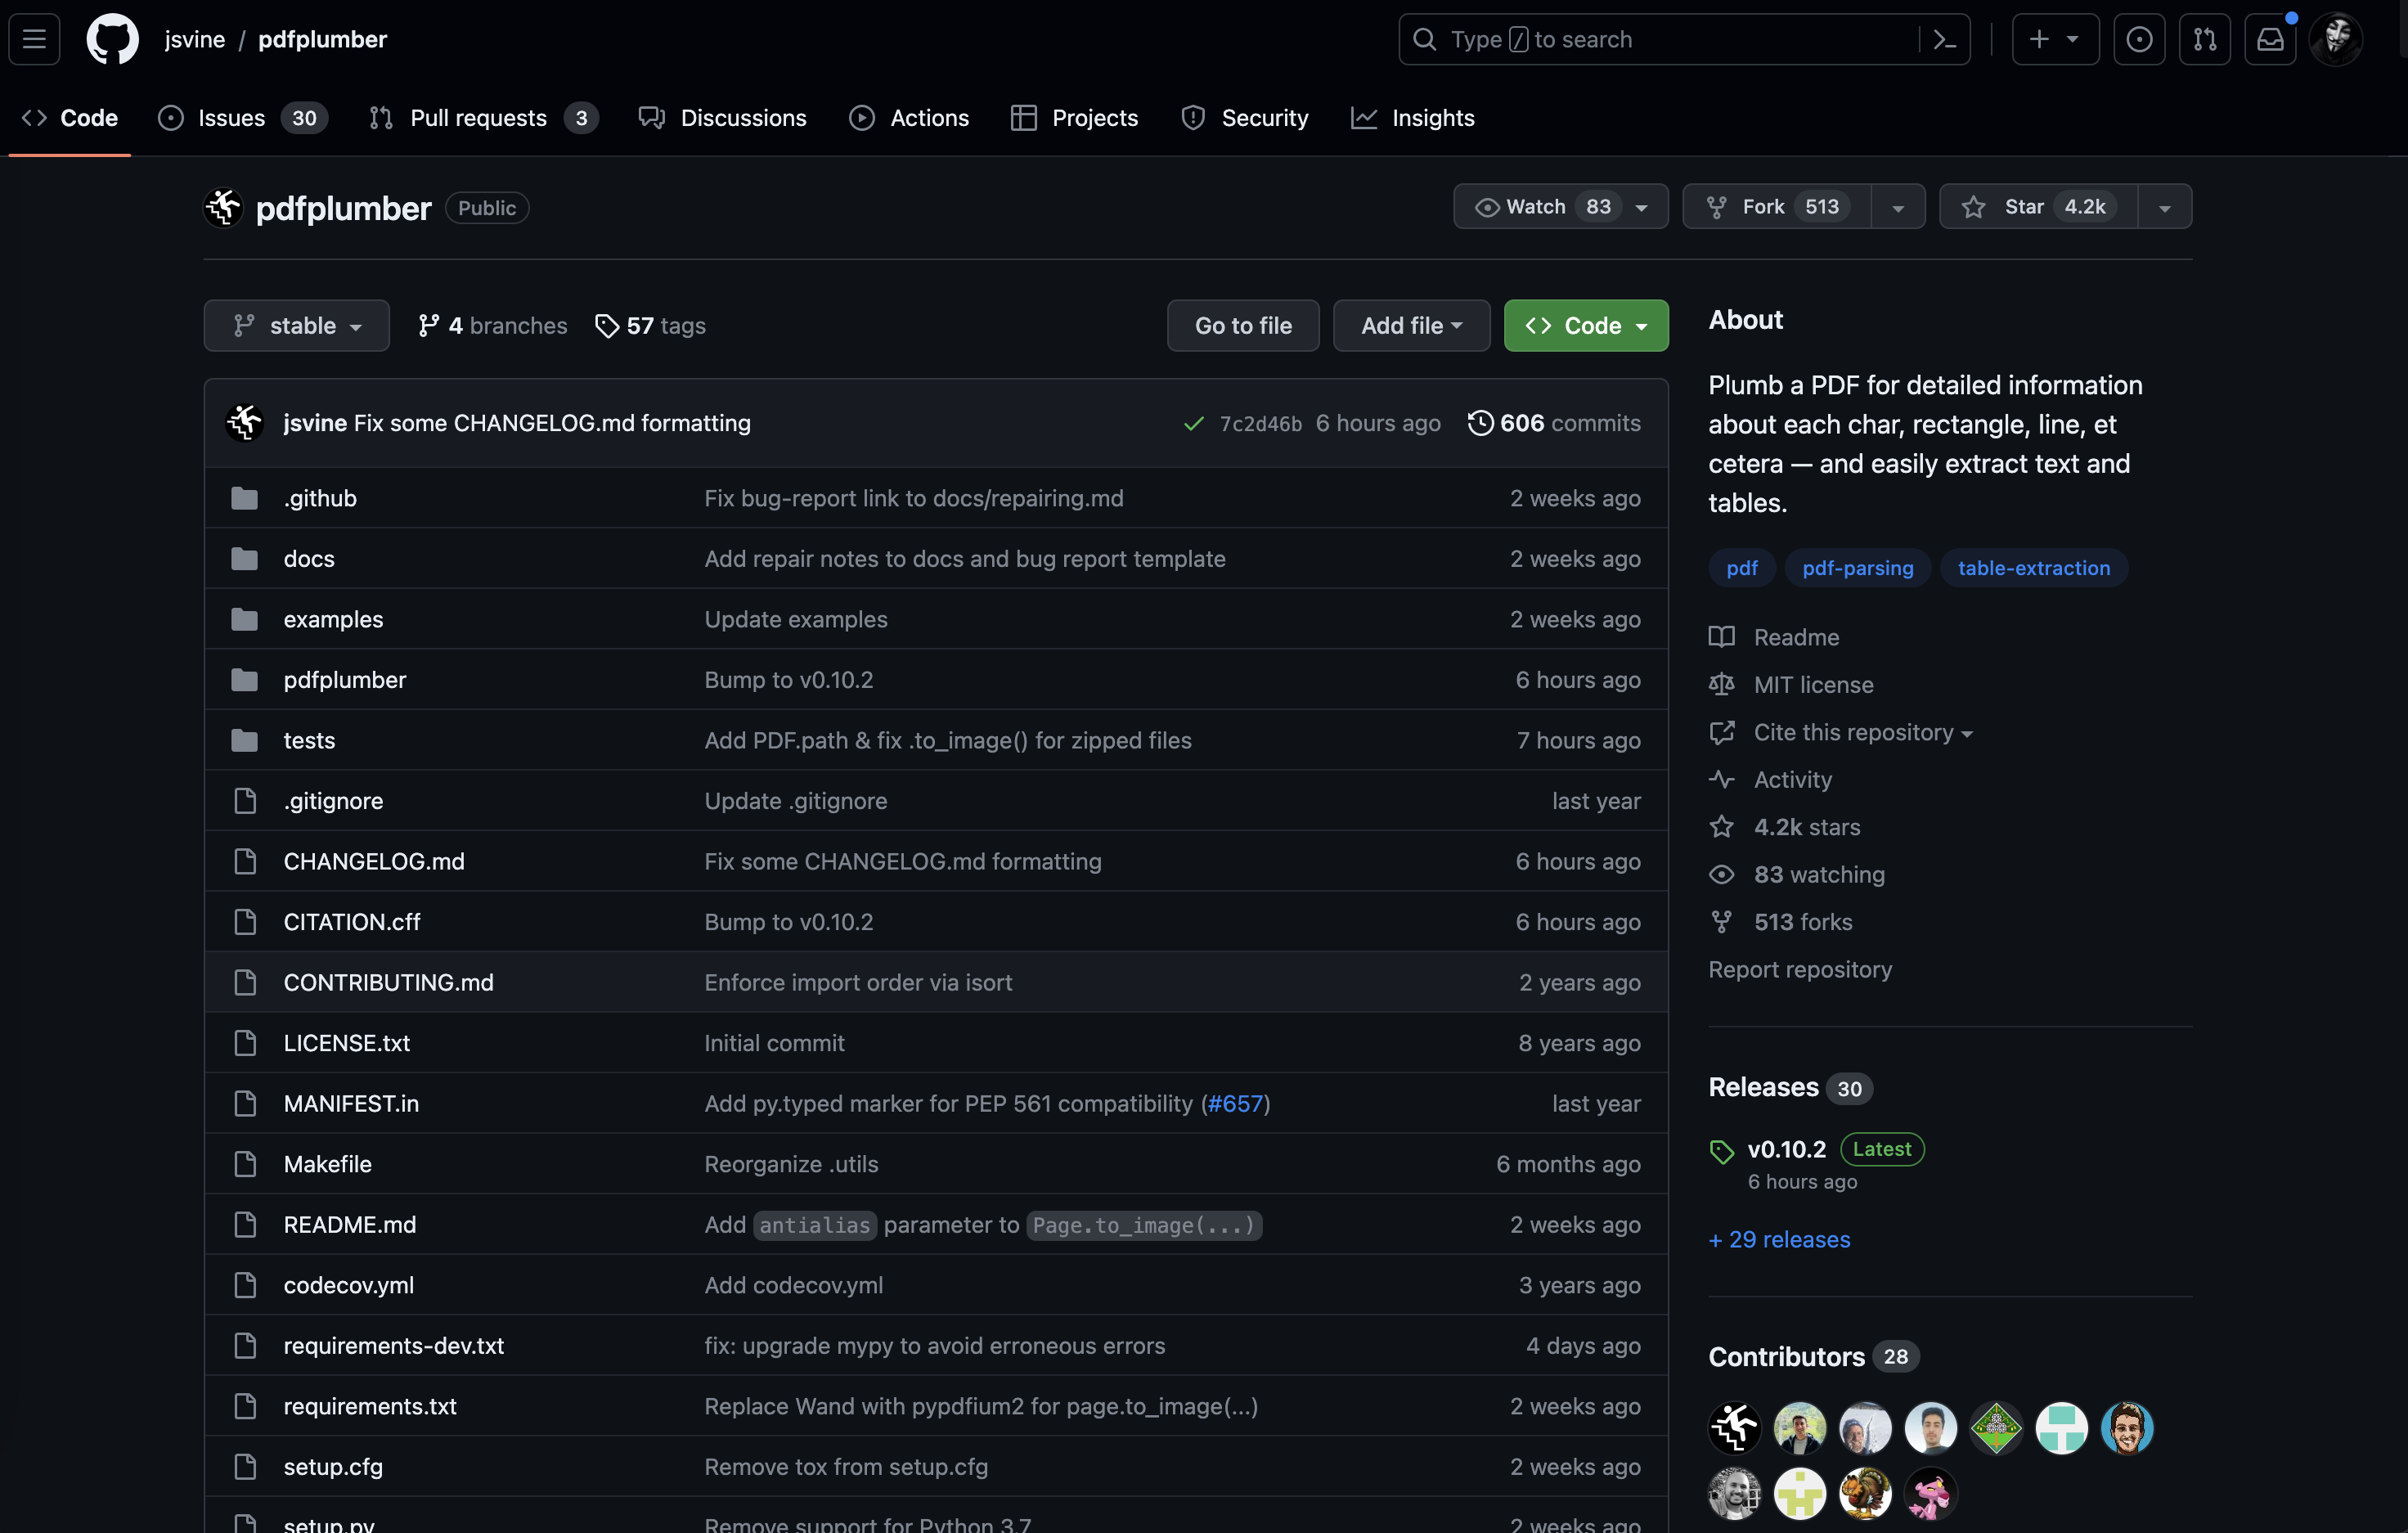 jsvine / pdfplumber
Type / to search
Code
Issues 30
Pull requests 3
Discussions
Actions
Projects
Security
Insights
pdfplumber Public
Watch 83
Fork 513
Star 4.2k
stable
4 branches
57 tags
Go to file
Add file
Code
jsvine Fix some CHANGELOG.md formatting 7c2d46b 6 hours ago 606 commits
.github Fix bug-report link to docs/repairing.md 2 weeks ago
docs Add repair notes to docs and bug report template 2 weeks ago
examples Update examples 2 weeks ago
pdfplumber Bump to v0.10.2 6 hours ago
tests Add PDF.path & fix .to_image() for zipped files 7 hours ago
.gitignore Update .gitignore last year
CHANGELOG.md Fix some CHANGELOG.md formatting 6 hours ago
CITATION.cff Bump to v0.10.2 6 hours ago
CONTRIBUTING.md Enforce import order via isort 2 years ago
LICENSE.txt Initial commit 8 years ago
MANIFEST.in Add py.typed marker for PEP 561 compatibility (#657) last year
Makefile Reorganize .utils 6 months ago
README.md Add antialias parameter to Page.to_image(...) 2 weeks ago
codecov.yml Add codecov.yml 3 years ago
requirements-dev.txt fix: upgrade mypy to avoid erroneous errors 4 days ago
requirements.txt Replace Wand with pypdfium2 for page.to_image(...) 2 weeks ago
setup.cfg Remove tox from setup.cfg 2 weeks ago
setup.py Remove support for Python 3.7 2 weeks ago
About
Plumb a PDF for detailed information
about each char, rectangle, line, et
cetera — and easily extract text and
tables.
pdf pdf-parsing table-extraction
Readme
MIT license
Cite this repository
Activity
4.2k stars
83 watching
513 forks
Report repository
Releases 30
v0.10.2 Latest
6 hours ago
+ 29 releases
Contributors 28